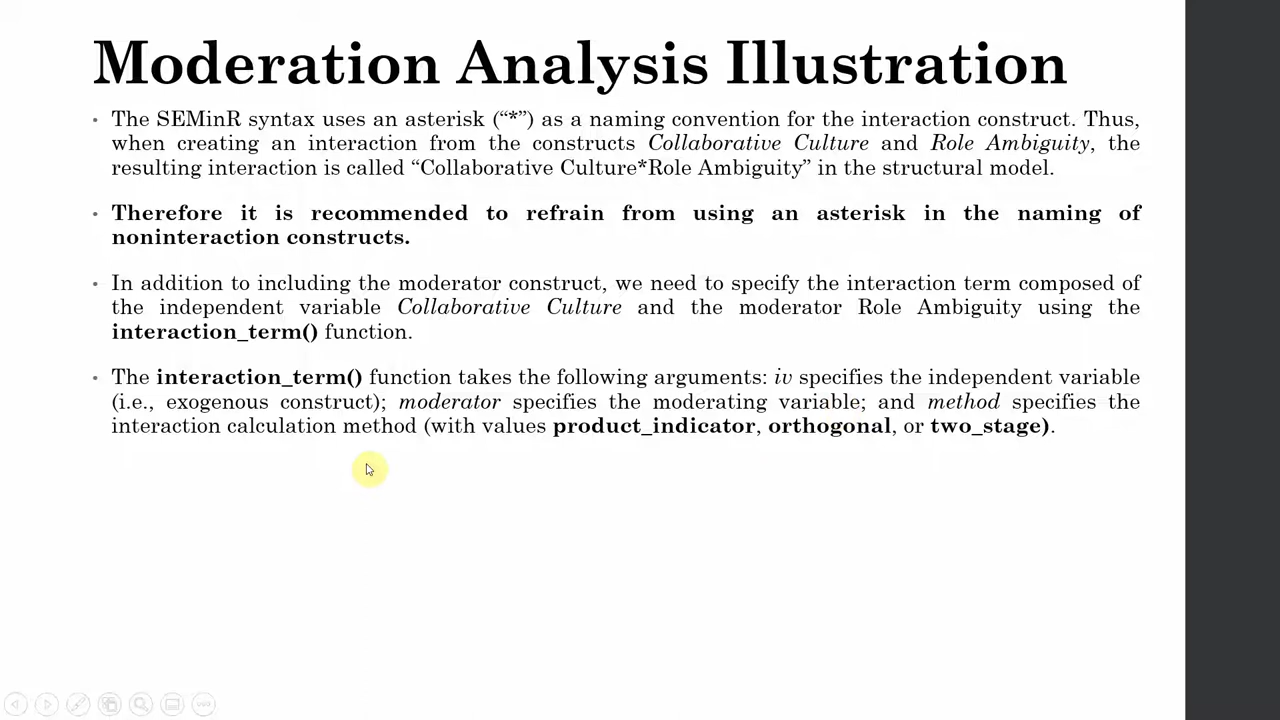 Moderation Analysis Illustration
• The SEMinR syntax uses an asterisk (“*”) as a naming convention for the interaction construct. Thus,
when creating an interaction from the constructs Collaborative Culture and Role Ambiguity, the
resulting interaction is called “Collaborative Culture*Role Ambiguity” in the structural model.
• Therefore it is recommended to refrain from using an asterisk in the naming of
noninteraction constructs.
• In addition to including the moderator construct, we need to specify the interaction term composed of
the independent variable Collaborative Culture and the moderator Role Ambiguity using the
interaction_term() function.
• The interaction_term() function takes the following arguments: iv specifies the independent variable
(i.e., exogenous construct); moderator specifies the moderating variable; and method specifies the
interaction calculation method (with values product_indicator, orthogonal, or two_stage).